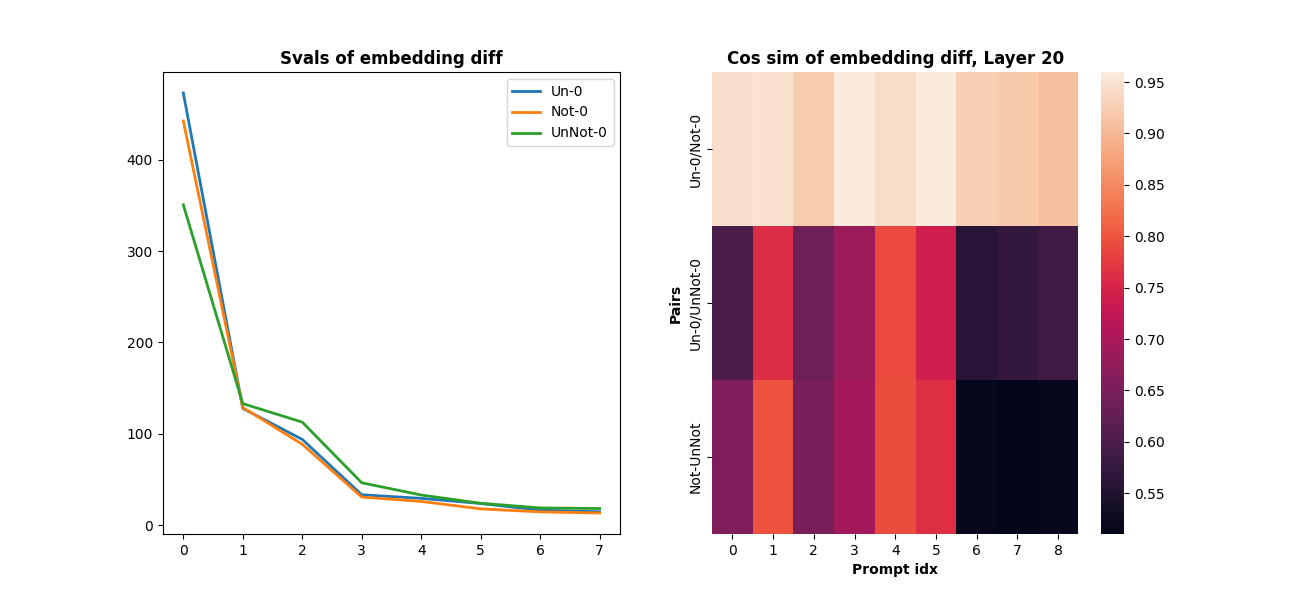 Svals of embedding diff
400
300
200
100
0
0 1 2 3 4 5 6 7
Un-0
Not-0
UnNot-0
Cos sim of embedding diff, Layer 20
Pairs
Un-0/Not-0
Un-0/UnNot-0
Not-UnNot
0 1 2 3 4 5 6 7 8
Prompt idx
0.95
0.90
0.85
0.80
0.75
0.70
0.65
0.60
0.55